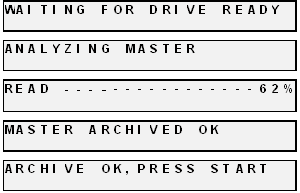 WAITING FOR DRIVE READY
ANALYZING MASTER
READ ----------------62%
MASTER ARCHIVED OK
ARCHIVE OK, PRESS START